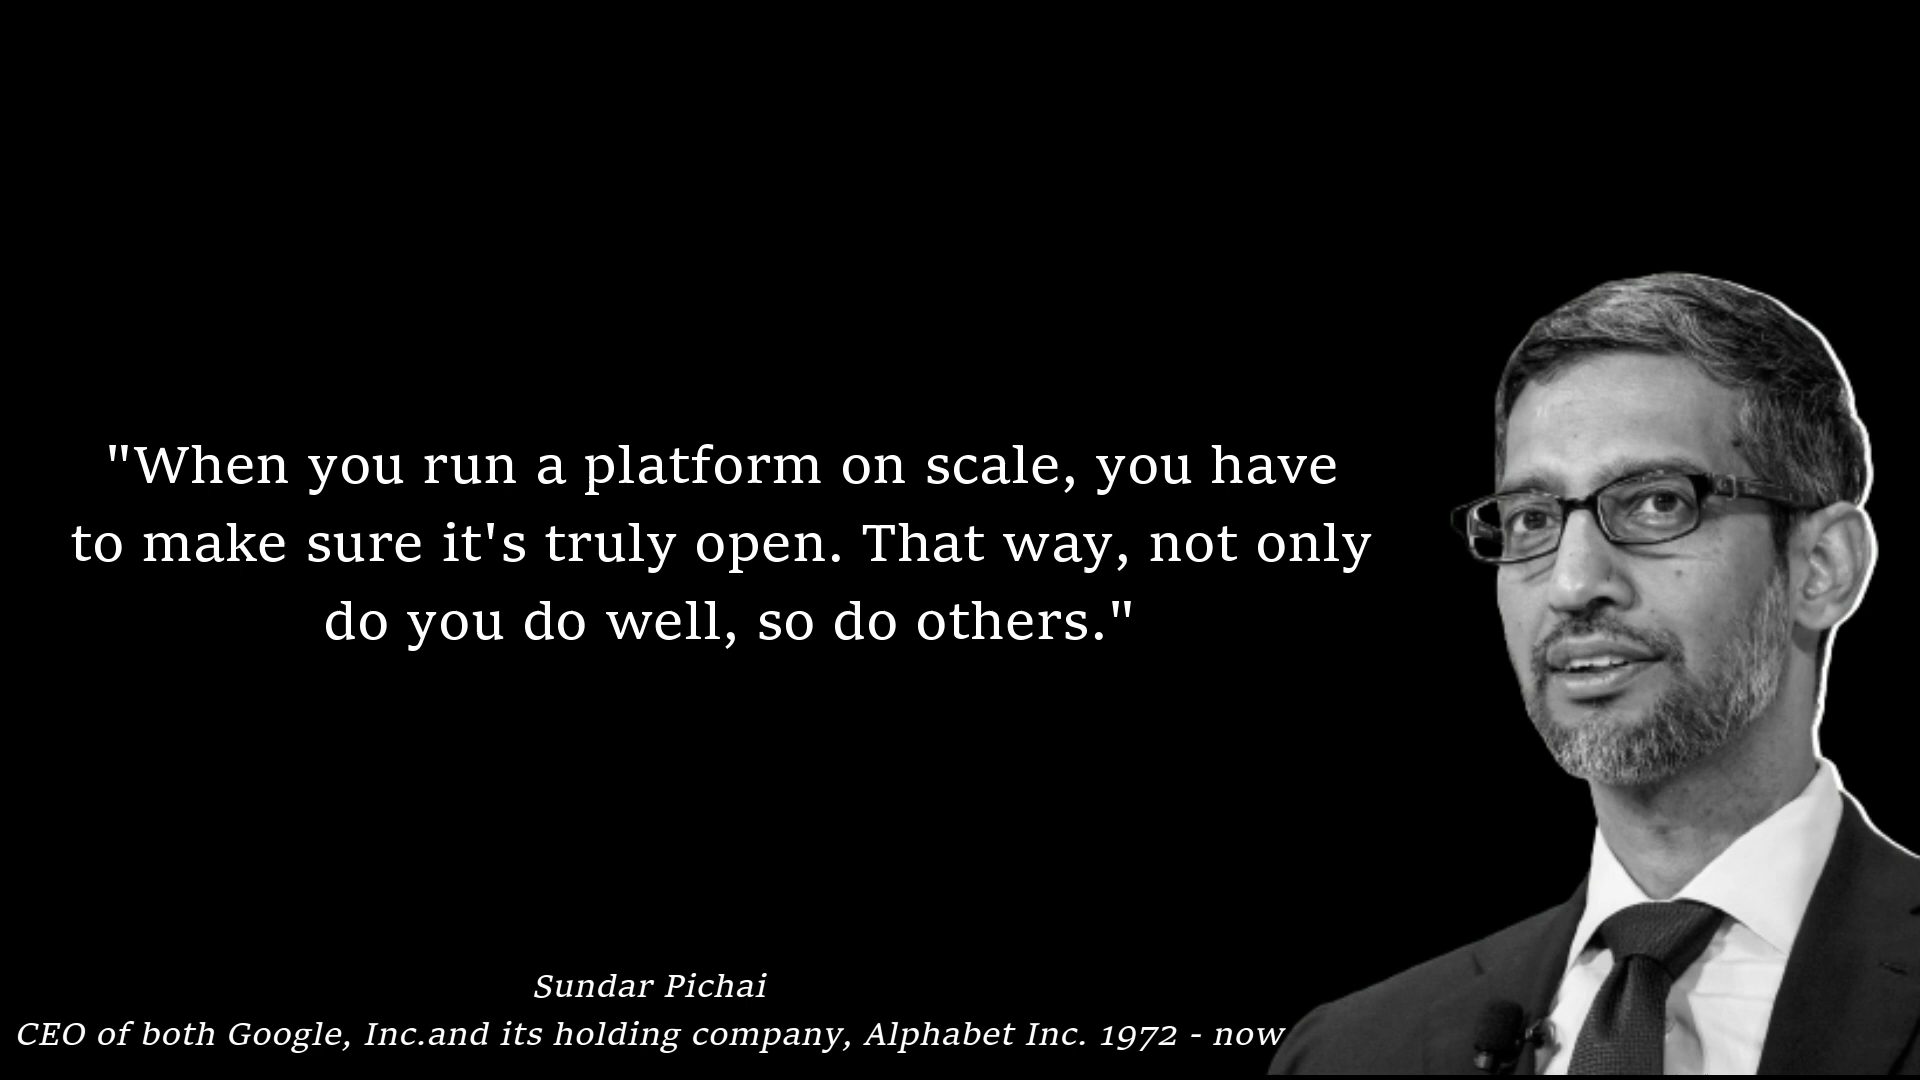 "When you run a platform on scale, you have
to make sure it's truly open. That way, not only
do you do well, so do others."
Sundar Pichai
CEO of both Google, Inc.and its holding company, Alphabet Inc. 1972 - now